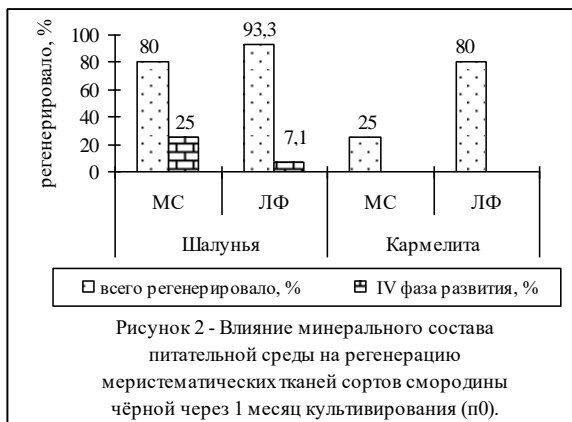 регенерировало, %
100
80
60
40
20
0
80
25
93,3
7,1
25
80
МС ЛФ МС ЛФ
Шалунья Кармелита
всего регенерировало, % IV фаза развития, %
Рисунок 2 - Влияние минерального состава
питательной среды на регенерацию
меристематических тканей сортов смородины
чёрной через 1 месяц культивирования (п0).